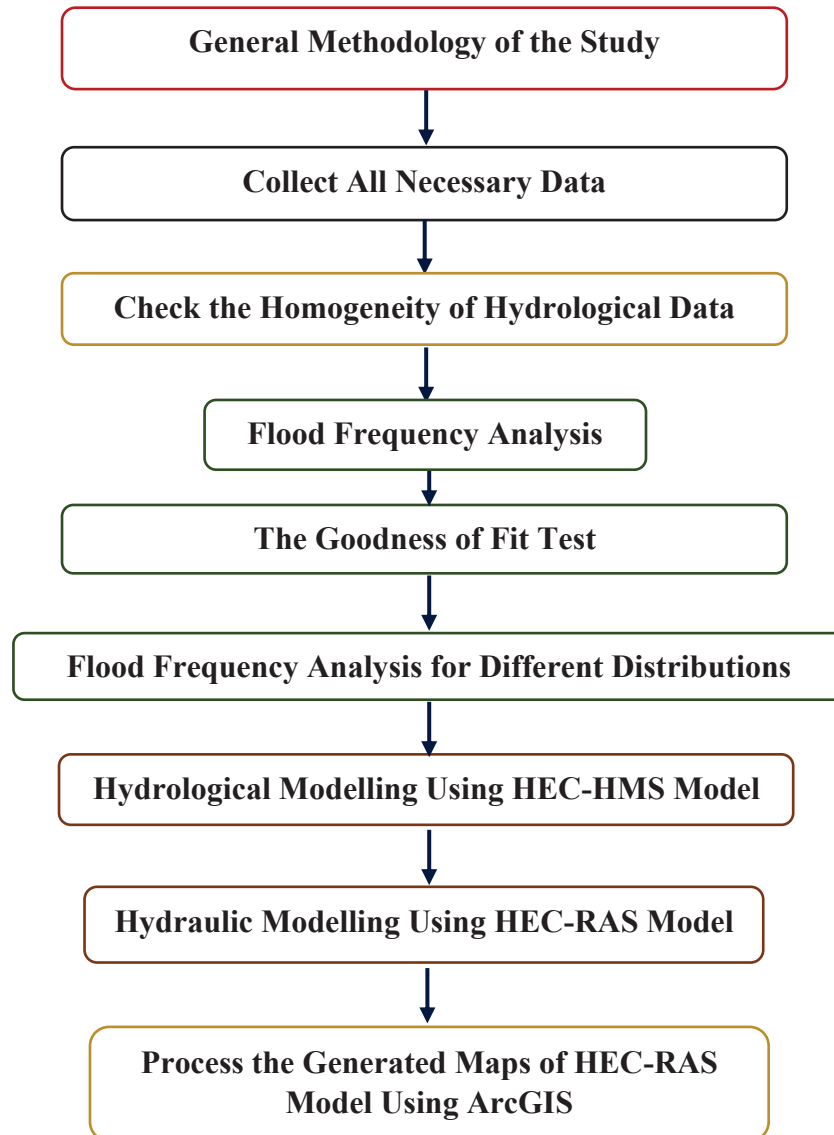 General Methodology of the Study
Collect All Necessary Data
Check the Homogeneity of Hydrological Data
Flood Frequency Analysis
The Goodness of Fit Test
Flood Frequency Analysis for Different Distributions
Hydrological Modelling Using HEC-HMS Model
Hydraulic Modelling Using HEC-RAS Model
Process the Generated Maps of HEC-RAS
Model Using ArcGIS